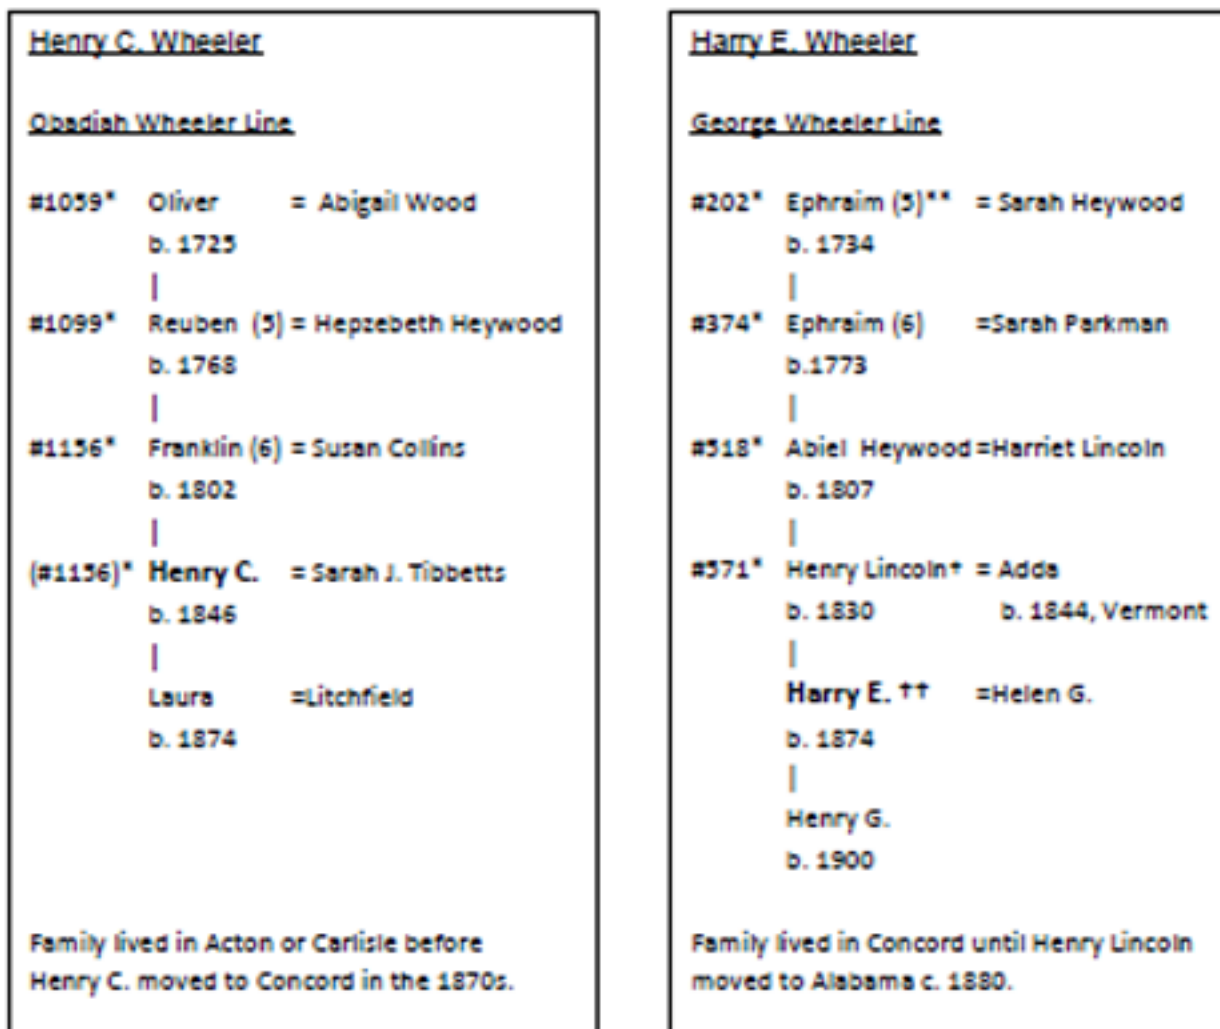 Henry C. Wheeler
Obadiah Wheeler Line
#1059* Oliver = Abigail Wood
b. 1725
|
#1099* Reuben (5) = Hepzebeth Heywood
b. 1768
|
#1156* Franklin (6) = Susan Collins
b. 1802
|
(#1156)* Henry C. = Sarah J. Tibbetts
b. 1846
|
Laura =Litchfield
b. 1874
Family lived in Acton or Carlisle before
Henry C. moved to Concord in the 1870s.
Harry E. Wheeler
George Wheeler Line
#202* Ephraim (5)** = Sarah Heywood
b. 1734
|
#374* Ephraim (6) =Sarah Parkman
b.1773
|
#518* Abiel Heywood =Harriet Lincoln
b. 1807
|
#571* Henry Lincoln† = Adda
b. 1830 b. 1844, Vermont
|
Harry E. †† =Helen G.
b. 1874
|
Henry G.
b. 1900
Family lived in Concord until Henry Lincoln
moved to Alabama c. 1880.